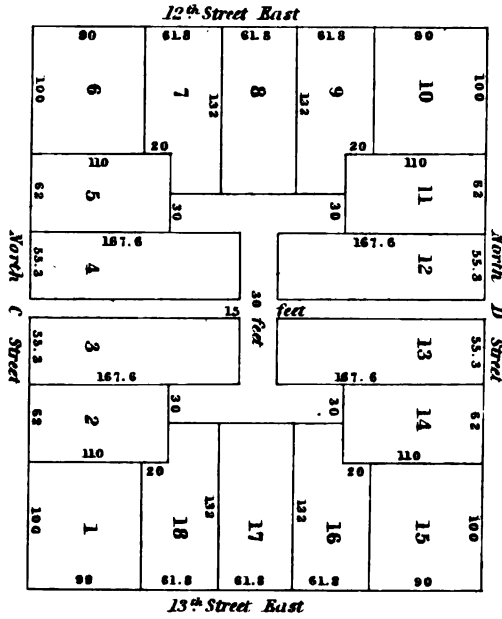 12th Street East
90 61.8 61.8 61.8 90
100 6 7 132 8 132 9 10 100
20 20
110 110
62 5 30 30 11 62
167.6 167.6
North C Street
55.3 4 12 55.3
North D Street
15 feet
30 feet
55.3 3 13 55.3
167.6 167.6
62 2 30 30 14 62
110 110
20 20
100 1 18 132 17 132 16 15 100
90 61.8 61.8 61.8 90
13th Street East